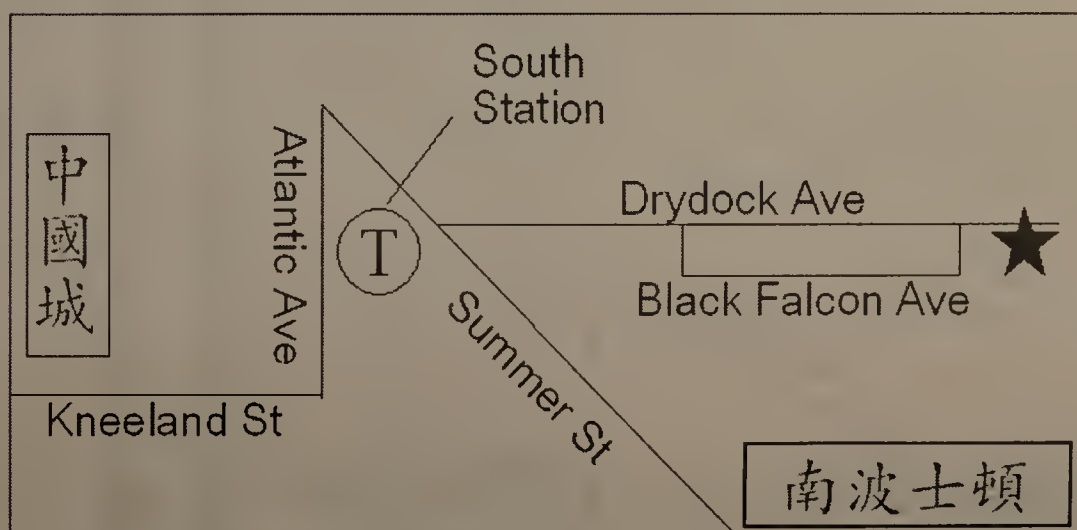 South
Station
中國城
Atlantic Ave
T
Drydock Ave
Black Falcon Ave
Summer St
Kneeland St
南波士頓